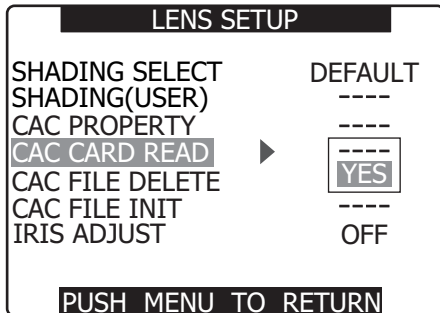 LENS SETUP
SHADING SELECT DEFAULT
SHADING(USER) ----
CAC PROPERTY ----
CAC CARD READ ----
YES
CAC FILE DELETE
CAC FILE INIT ----
IRIS ADJUST OFF
PUSH MENU TO RETURN